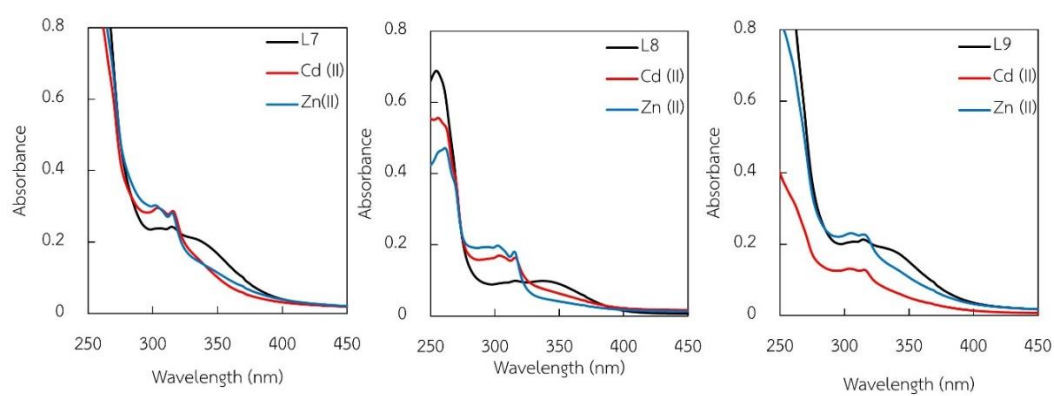 0.8
0.6
0.4
0.2
0
Absorbance
L7
Cd (II)
Zn(II)
250 300 350 400 450
Wavelength (nm)
0.8
0.6
0.4
0.2
0
Absorbance
L8
Cd (II)
Zn (II)
250 300 350 400 450
Wavelength (nm)
0.8
0.6
0.4
0.2
0
Absorbance
L9
Cd (II)
Zn (II)
250 300 350 400 450
Wavelength (nm)